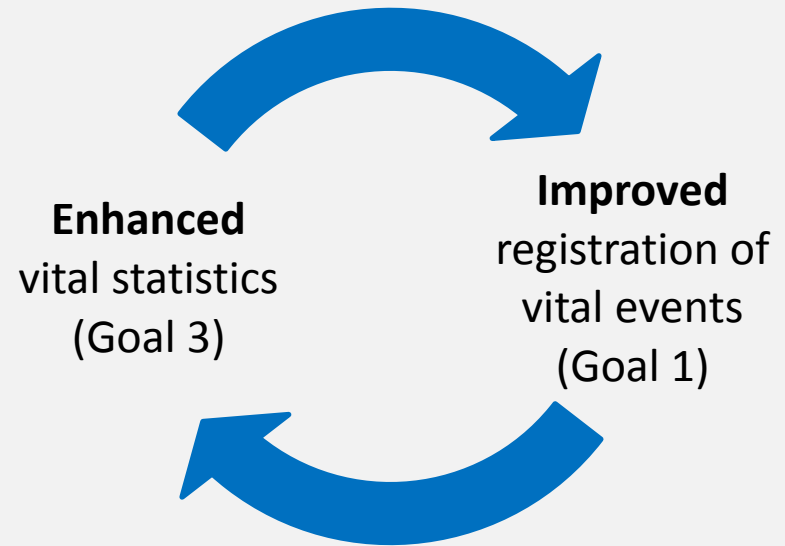 Enhanced
vital statistics
(Goal 3)
Improved
registration of
vital events
(Goal 1)